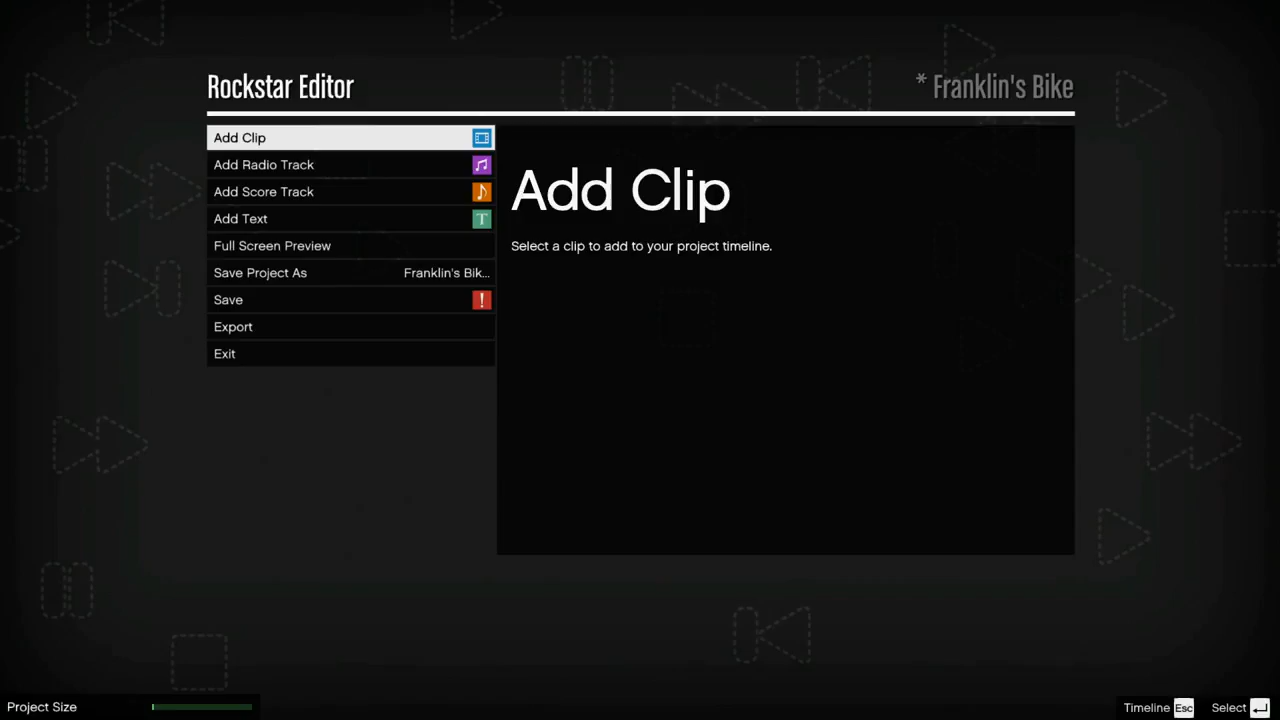 Rockstar Editor
* Franklin's Bike
Add Clip
Add Radio Track
Add Score Track
Add Text
T
Full Screen Preview
Save Project As Franklin's Bik...
Save !
Export
Exit
Add Clip
Select a clip to add to your project timeline.
Project Size
Timeline Esc Select